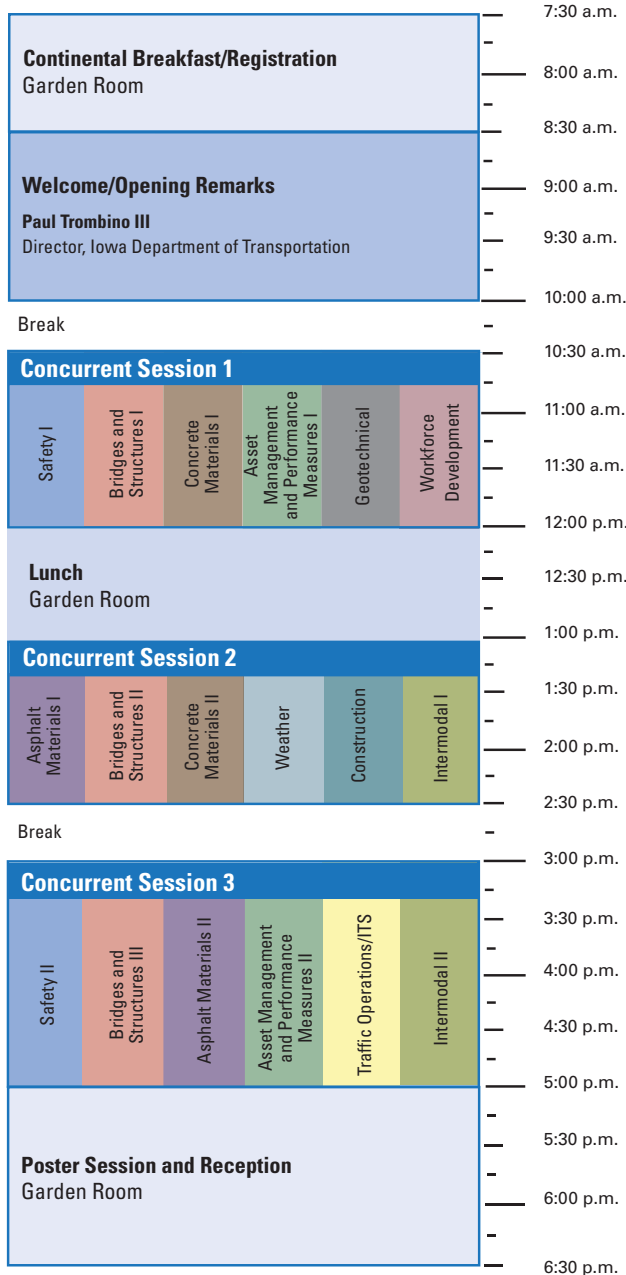 7:30 a.m.
Continental Breakfast/Registration
Garden Room
8:00 a.m.
8:30 a.m.
Welcome/Opening Remarks
9:00 a.m.
Paul Trombino III
Director, Iowa Department of Transportation
9:30 a.m.
10:00 a.m.
Break
10:30 a.m.
Concurrent Session 1
Safety I
Bridges and
Structures I
Concrete
Materials I
Asset
Management
and Performance
Measures I
Geotechnical
Workforce
Development
11:00 a.m.
11:30 a.m.
12:00 p.m.
Lunch
Garden Room
12:30 p.m.
1:00 p.m.
Concurrent Session 2
Asphalt
Materials I
Bridges and
Structures II
Concrete
Materials II
Weather
Construction
Intermodal I
1:30 p.m.
2:00 p.m.
2:30 p.m.
Break
3:00 p.m.
Concurrent Session 3
Safety II
Bridges and
Structures III
Asphalt Materials II
Asset Management
and Performance
Measures II
Traffic Operations/ITS
Intermodal II
3:30 p.m.
4:00 p.m.
4:30 p.m.
5:00 p.m.
5:30 p.m.
Poster Session and Reception
Garden Room
6:00 p.m.
6:30 p.m.